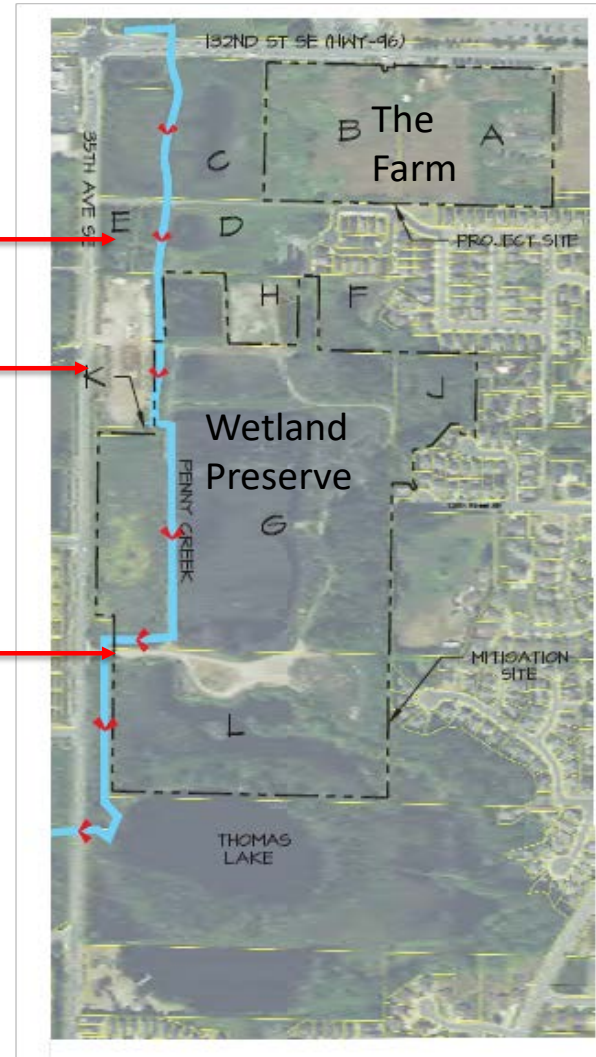 132ND ST SE (HWY-96)
B
The
Farm
A
C
35TH AVE SE
E
D
PROJECT SITE
H
F
K
J
Wetland
Preserve
PENNY CREEK
G
MITIGATION
SITE
L
THOMAS
LAKE